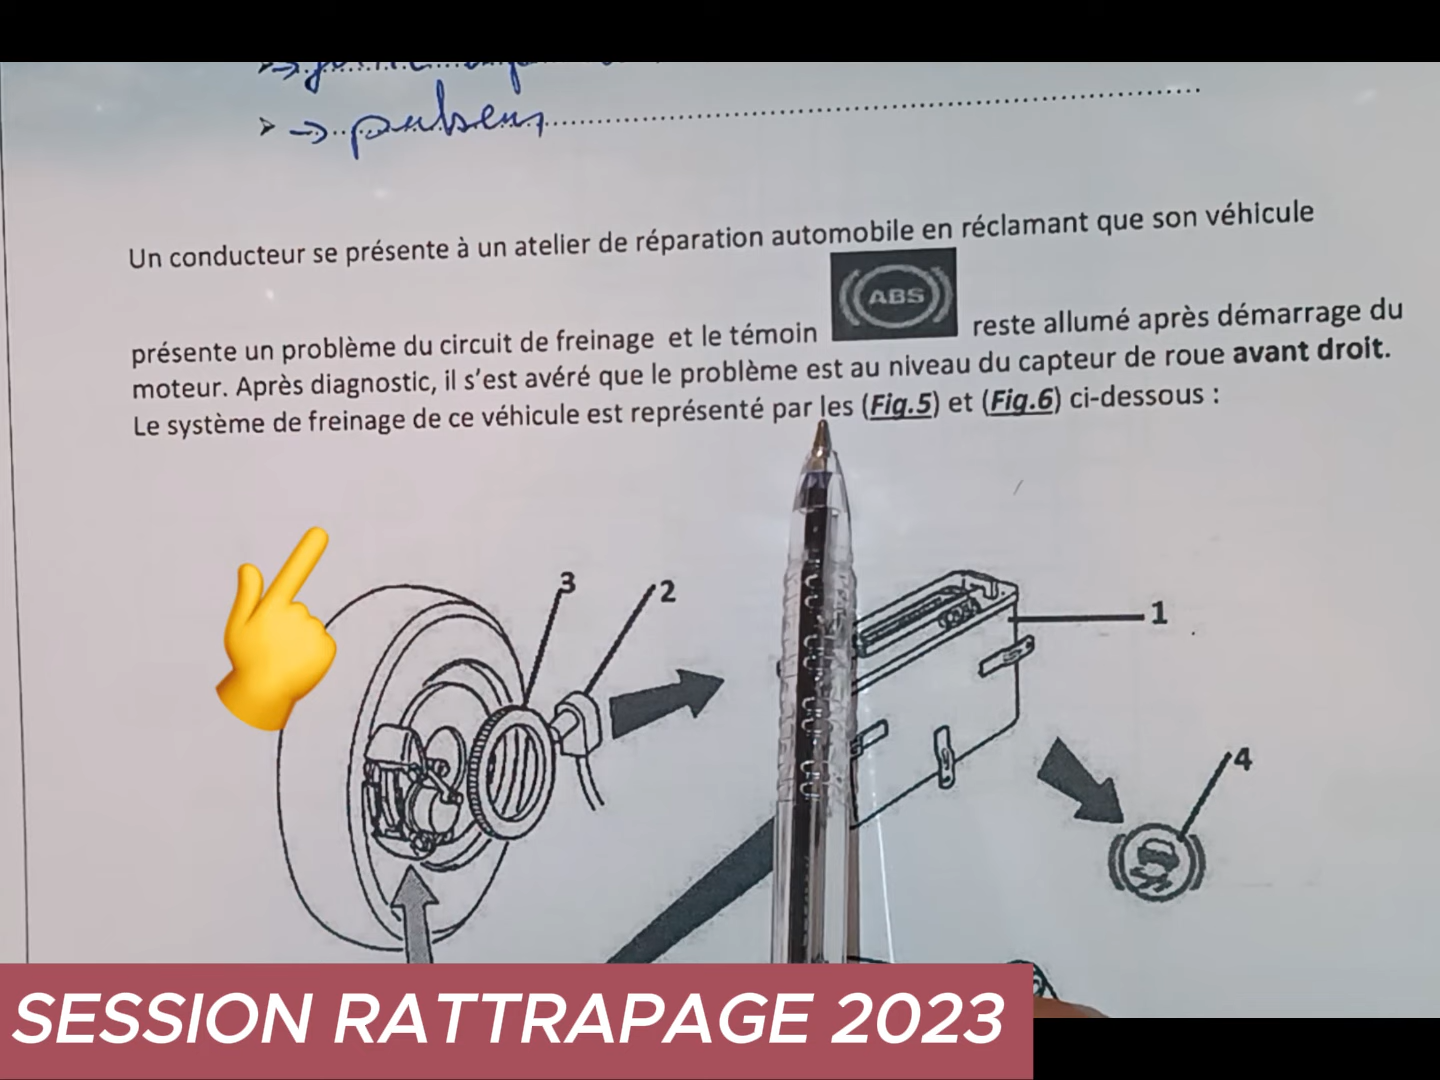 → pulseur
Un conducteur se présente à un atelier de réparation automobile en réclamant que son véhicule
ABS
présente un problème du circuit de freinage et le témoin reste allumé après démarrage du
moteur. Après diagnostic, il s'est avéré que le problème est au niveau du capteur de roue avant droit.
Le système de freinage de ce véhicule est représenté par les (Fig.5) et (Fig.6) ci-dessous :
3
2
1
4
SESSION RATTRAPAGE 2023